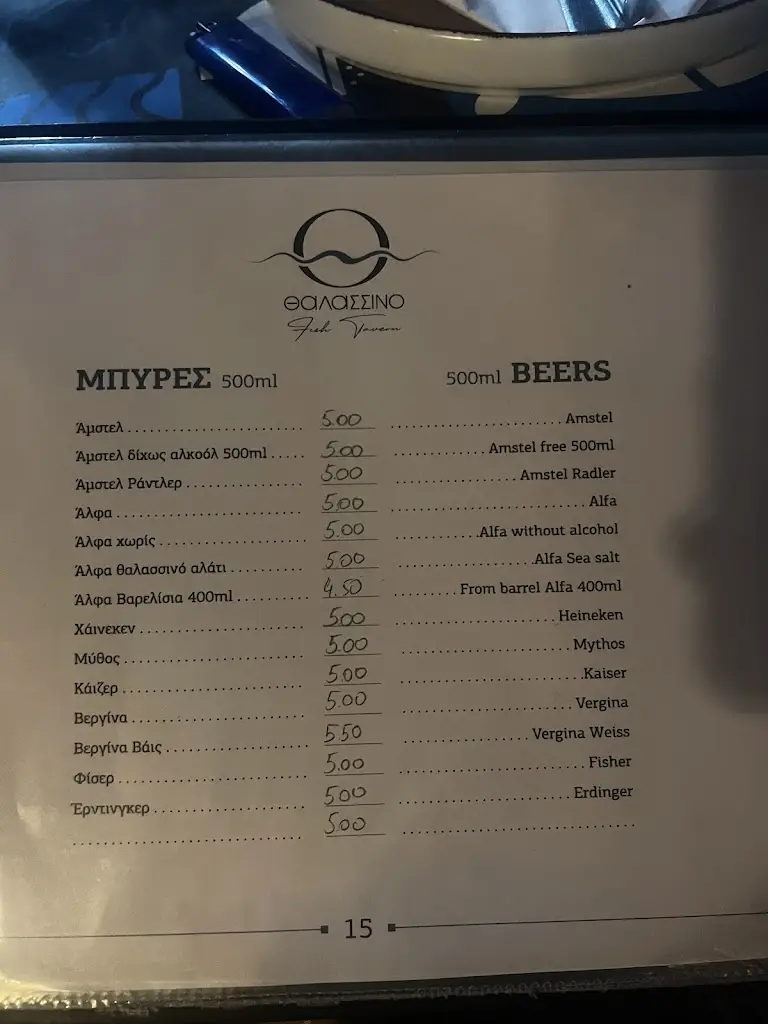 ΘαΛαΣΣΙΝΟ
Fish Tavern
ΜΠΥΡΕΣ 500ml 500ml BEERS
Άμστελ 5.00 Amstel
Άμστελ δίχως αλκοόλ 500ml 5.00 Amstel free 500ml
Άμστελ Ράντλερ 5.00 Amstel Radler
Άλφα 5.00 Alfa
Άλφα χωρίς 5.00 Alfa without alcohol
Άλφα θαλασσινό αλάτι 5.00 Alfa Sea salt
Άλφα Βαρελίσια 400ml 4.50 From barrel Alfa 400ml
Χάινεκεν 5.00 Heineken
Μύθος 5.00 Mythos
Κάιζερ 5.00 Kaiser
Βεργίνα 5.00 Vergina
Βεργίνα Βάις 5.50 Vergina Weiss
Φίσερ 5.00 Fisher
Έρντινγκερ 5.00 Erdinger
5.00
15